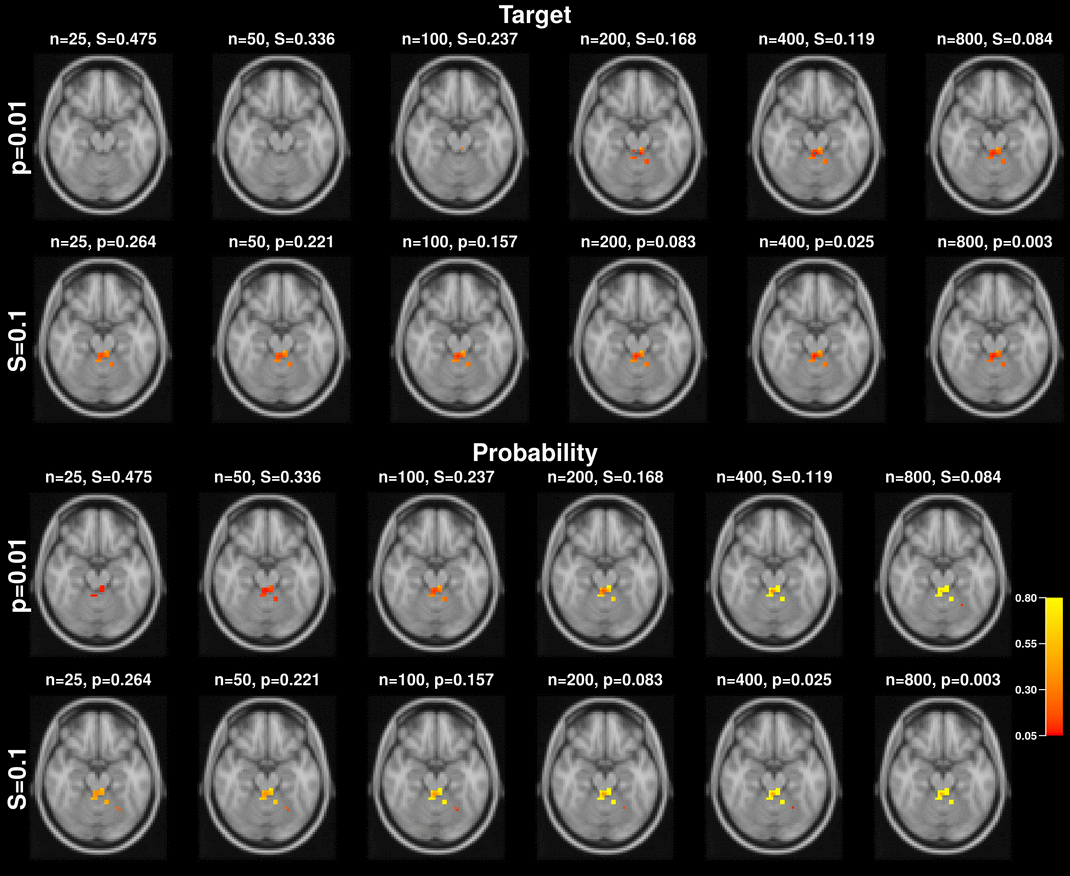 Target
n=25, S=0.475 n=50, S=0.336 n=100, S=0.237 n=200, S=0.168 n=400, S=0.119 n=800, S=0.084
p=0.01
n=25, p=0.264 n=50, p=0.221 n=100, p=0.157 n=200, p=0.083 n=400, p=0.025 n=800, p=0.003
S=0.1
Probability
n=25, S=0.475 n=50, S=0.336 n=100, S=0.237 n=200, S=0.168 n=400, S=0.119 n=800, S=0.084
p=0.01
0.80
0.55
0.30
0.05
n=25, p=0.264 n=50, p=0.221 n=100, p=0.157 n=200, p=0.083 n=400, p=0.025 n=800, p=0.003
S=0.1